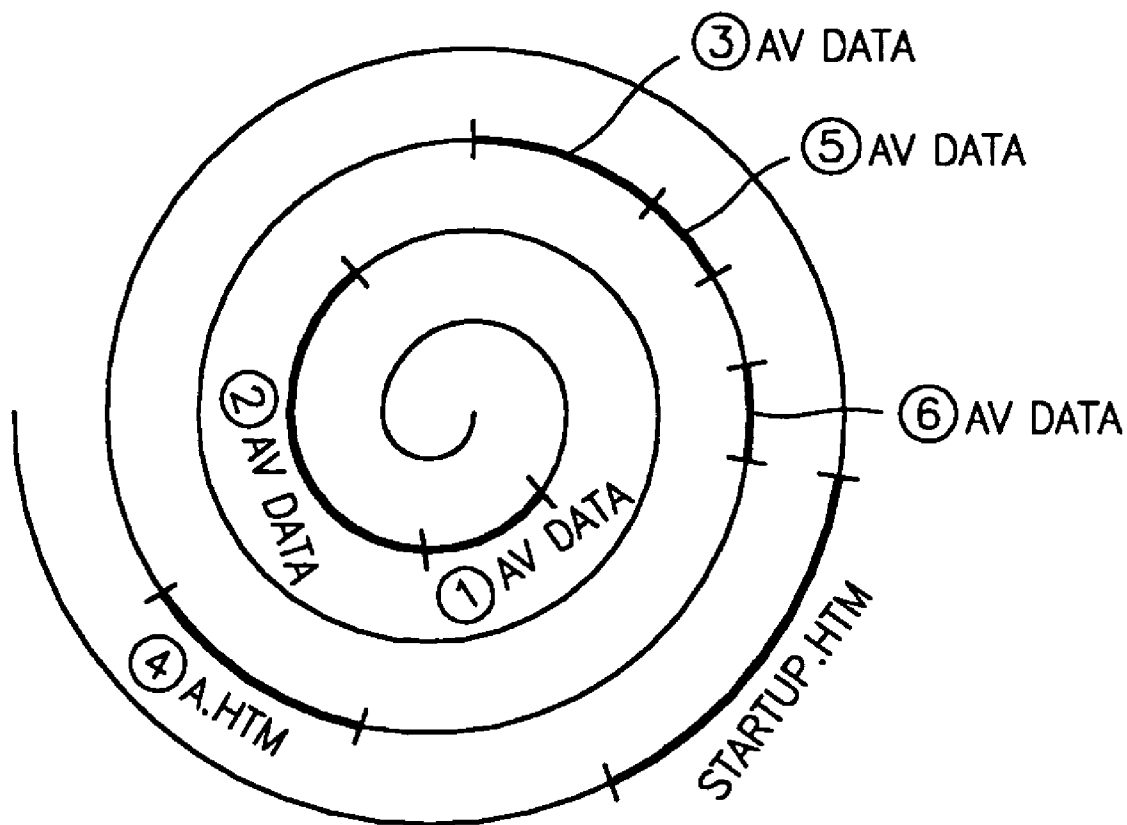 ③ AV DATA
⑤ AV DATA
⑥ AV DATA
② AV DATA
① AV DATA
④ A.HTM
STARTUP.HTM